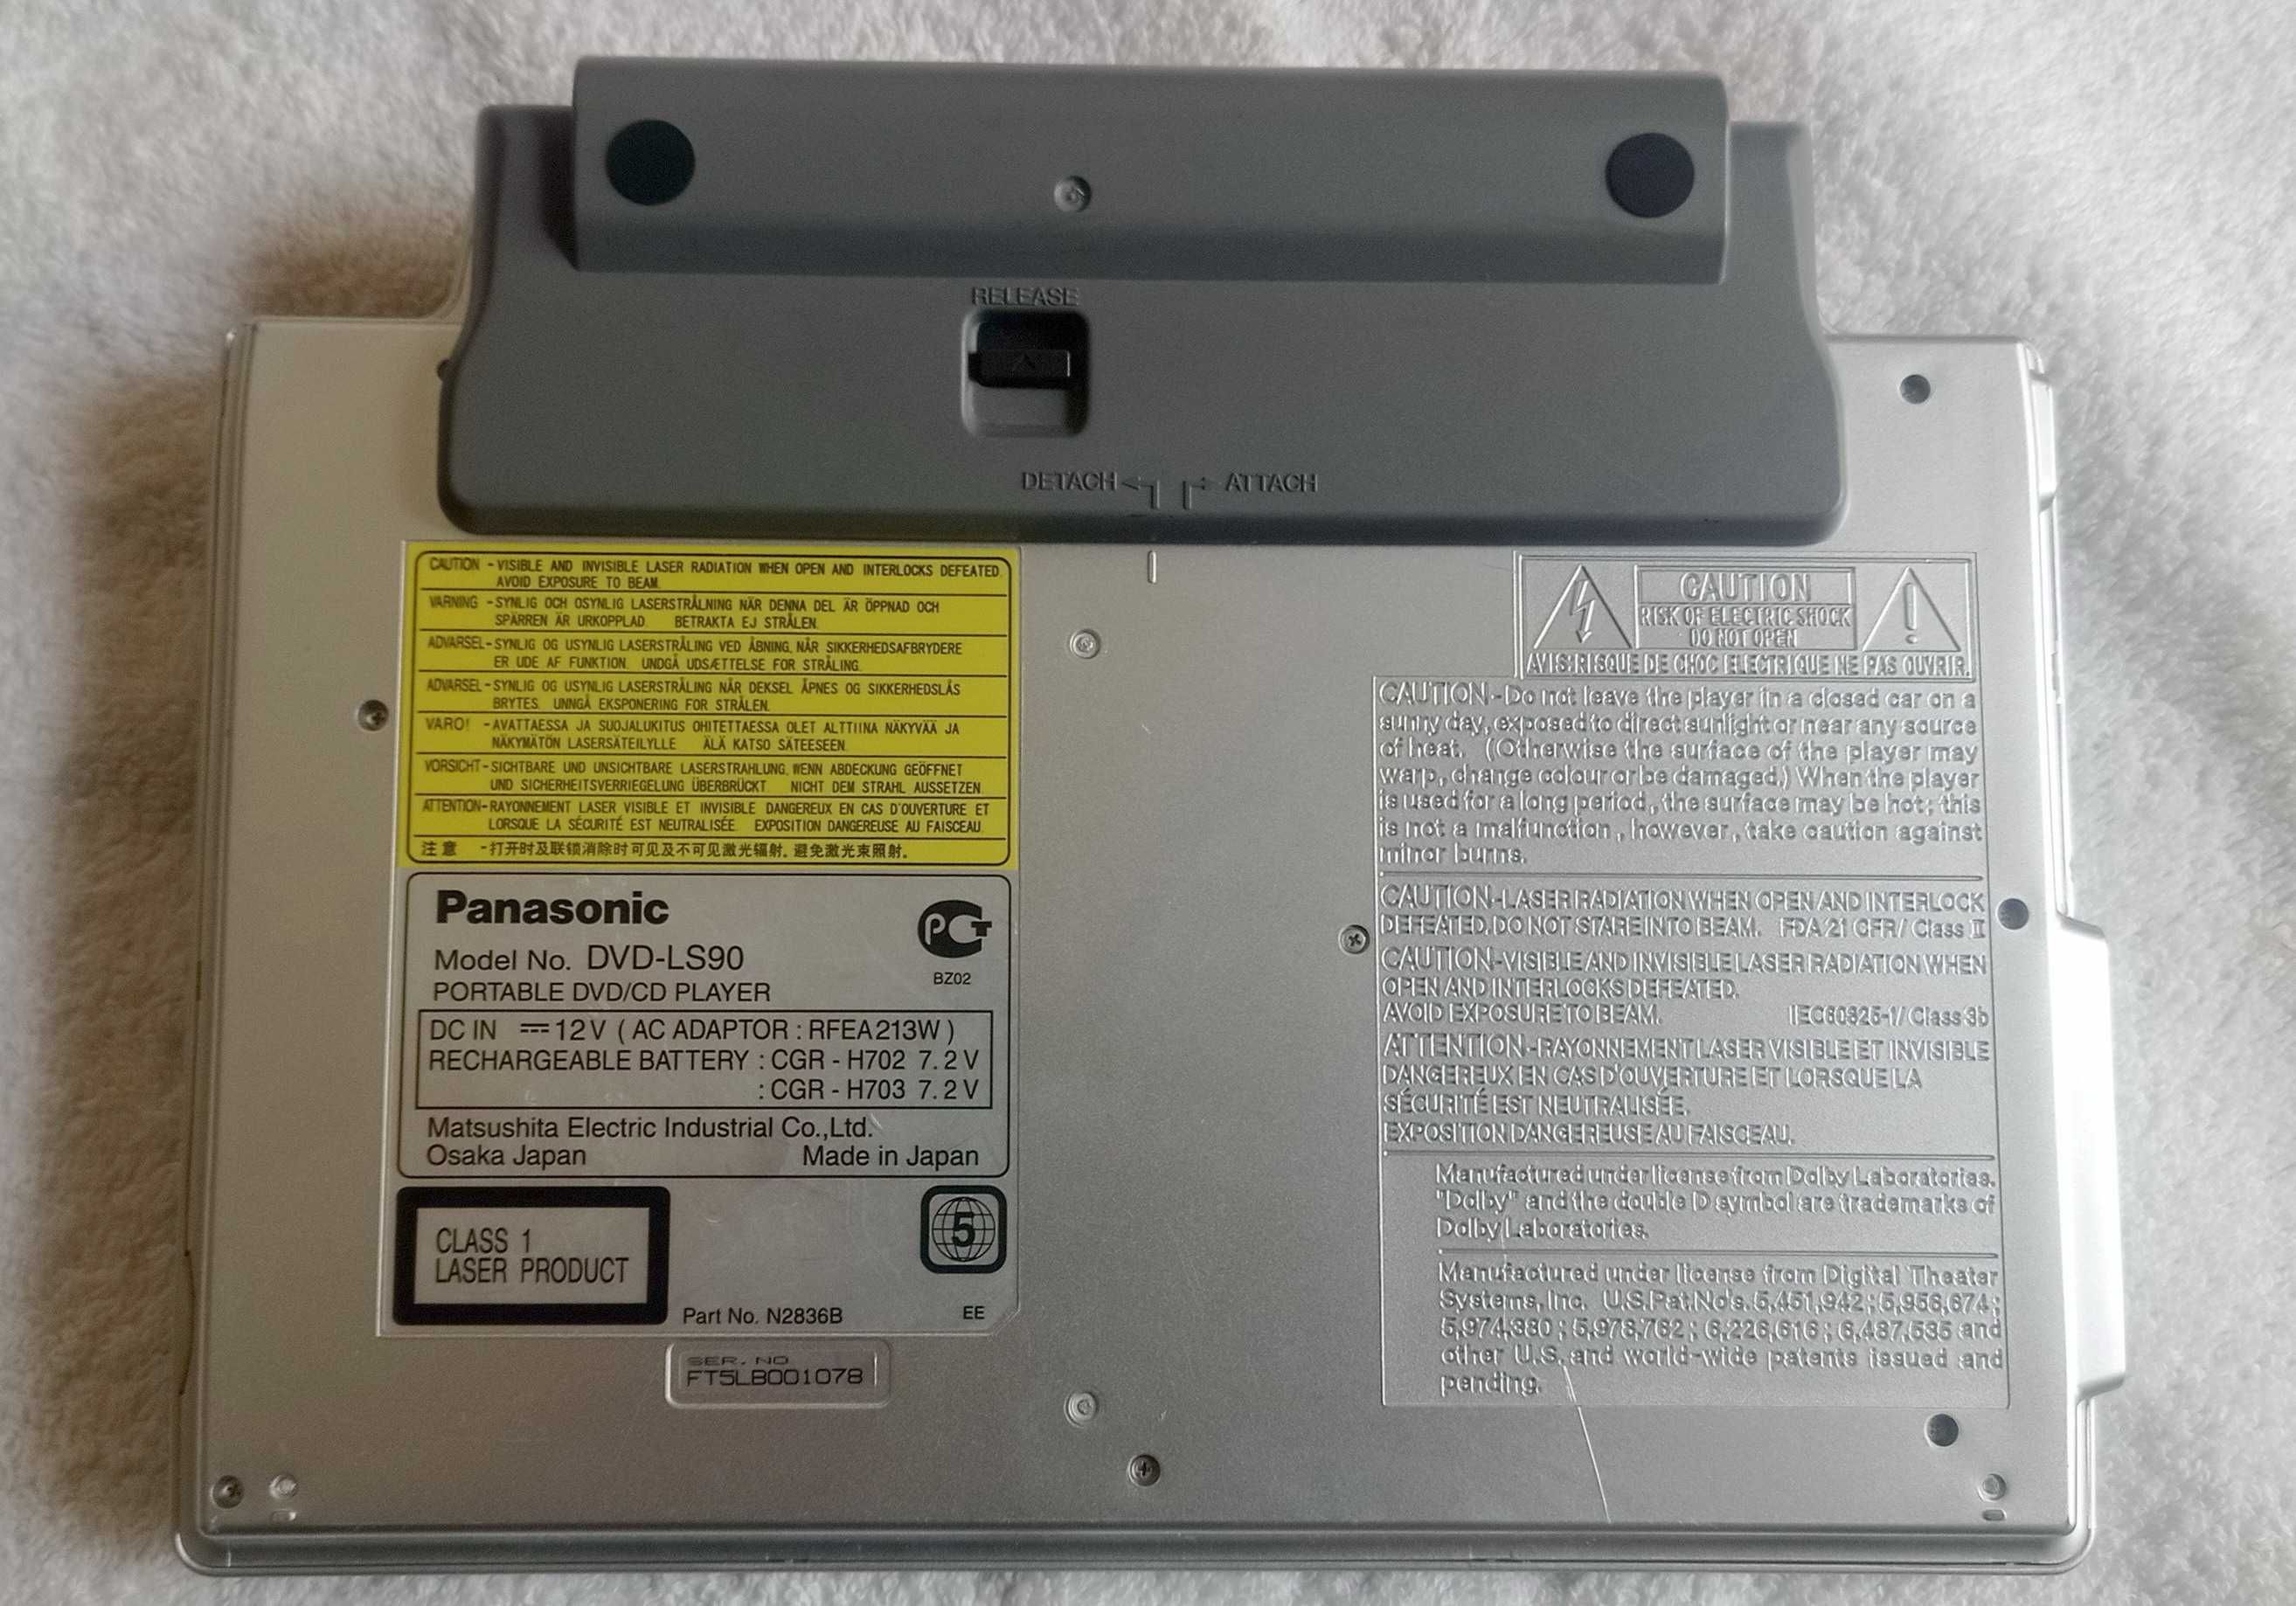 RELEASE
DETACH ATTACH
CAUTION - VISIBLE AND INVISIBLE LASER RADIATION WHEN OPEN AND INTERLOCKS DEFEATED.
AVOID EXPOSURE TO BEAM.
VARNING - SYNLIG OCH OSYNLIG LASERSTRÅLNING NÄR DENNA DEL ÄR ÖPPNAD OCH
SPÄRREN ÄR URKOPPLAD. BETRAKTA EJ STRÅLEN.
ADVARSEL - SYNLIG OG USYNLIG LASERSTRÅLING VED ÅBNING, NÅR SIKKERHEDSAFBRYDERE
ER UDE AF FUNKTION. UNDGÅ UDSÆTTELSE FOR STRÅLING.
ADVARSEL - SYNLIG OG USYNLIG LASERSTRÅLING NÅR DEKSEL ÅPNES OG SIKKERHEDSLÅS
BRYTES. UNNGÅ EKSPONERING FOR STRÅLEN.
VARO! - AVATTAESSA JA SUOJALUKITUS OHITETTAESSA OLET ALTTIINA NÄKYVÄÄ JA
NÄKYMÄTÖN LASERSÄTEILYLLE. ÄLÄ KATSO SÄTEESEEN.
VORSICHT - SICHTBARE UND UNSICHTBARE LASERSTRAHLUNG, WENN ABDECKUNG GEÖFFNET
UND SICHERHEITSVERRIEGELUNG ÜBERBRÜCKT. NICHT DEM STRAHL AUSSETZEN.
ATTENTION - RAYONNEMENT LASER VISIBLE ET INVISIBLE DANGEREUX EN CAS D'OUVERTURE ET
LORSQUE LA SÉCURITÉ EST NEUTRALISÉE. EXPOSITION DANGEREUSE AU FAISCEAU.
注意 - 打开时及联锁消除时可见及不可见激光辐射。避免激光束照射。
Panasonic
Model No. DVD-LS90
PORTABLE DVD/CD PLAYER
PCT
BZ02
DC IN ⎓ 12 V ( AC ADAPTOR : RFEA213W )
RECHARGEABLE BATTERY : CGR - H702 7.2 V
: CGR - H703 7.2 V
Matsushita Electric Industrial Co.,Ltd.
Osaka Japan Made in Japan
CLASS 1
LASER PRODUCT
5
Part No. N2836B EE
SER. NO
FT5LB001078
CAUTION
RISK OF ELECTRIC SHOCK
DO NOT OPEN
AVIS:RISQUE DE CHOC ELECTRIQUE NE PAS OUVRIR.
CAUTION-Do not leave the player in a closed car on a
sunny day, exposed to direct sunlight or near any source
of heat. (Otherwise the surface of the player may
warp, change colour or be damaged.) When the player
is used for a long period, the surface may be hot; this
is not a malfunction, however, take caution against
minor burns.
CAUTION-LASER RADIATION WHEN OPEN AND INTERLOCK
DEFEATED. DO NOT STARE INTO BEAM. FDA 21 CFR/ Class II
CAUTION-VISIBLE AND INVISIBLE LASER RADIATION WHEN
OPEN AND INTERLOCKS DEFEATED.
AVOID EXPOSURE TO BEAM. IEC60825-1/ Class 3b
ATTENTION-RAYONNEMENT LASER VISIBLE ET INVISIBLE
DANGEREUX EN CAS D'OUVERTURE ET LORSQUE LA
SÉCURITÉ EST NEUTRALISÉE.
EXPOSITION DANGEREUSE AU FAISCEAU.
Manufactured under license from Dolby Laboratories.
"Dolby" and the double D symbol are trademarks of
Dolby Laboratories.
Manufactured under license from Digital Theater
Systems, Inc. U.S.Pat.No's. 5,451,942; 5,956,674;
5,974,380; 5,978,762; 6,226,616; 6,487,535 and
other U.S. and world-wide patents issued and
pending.